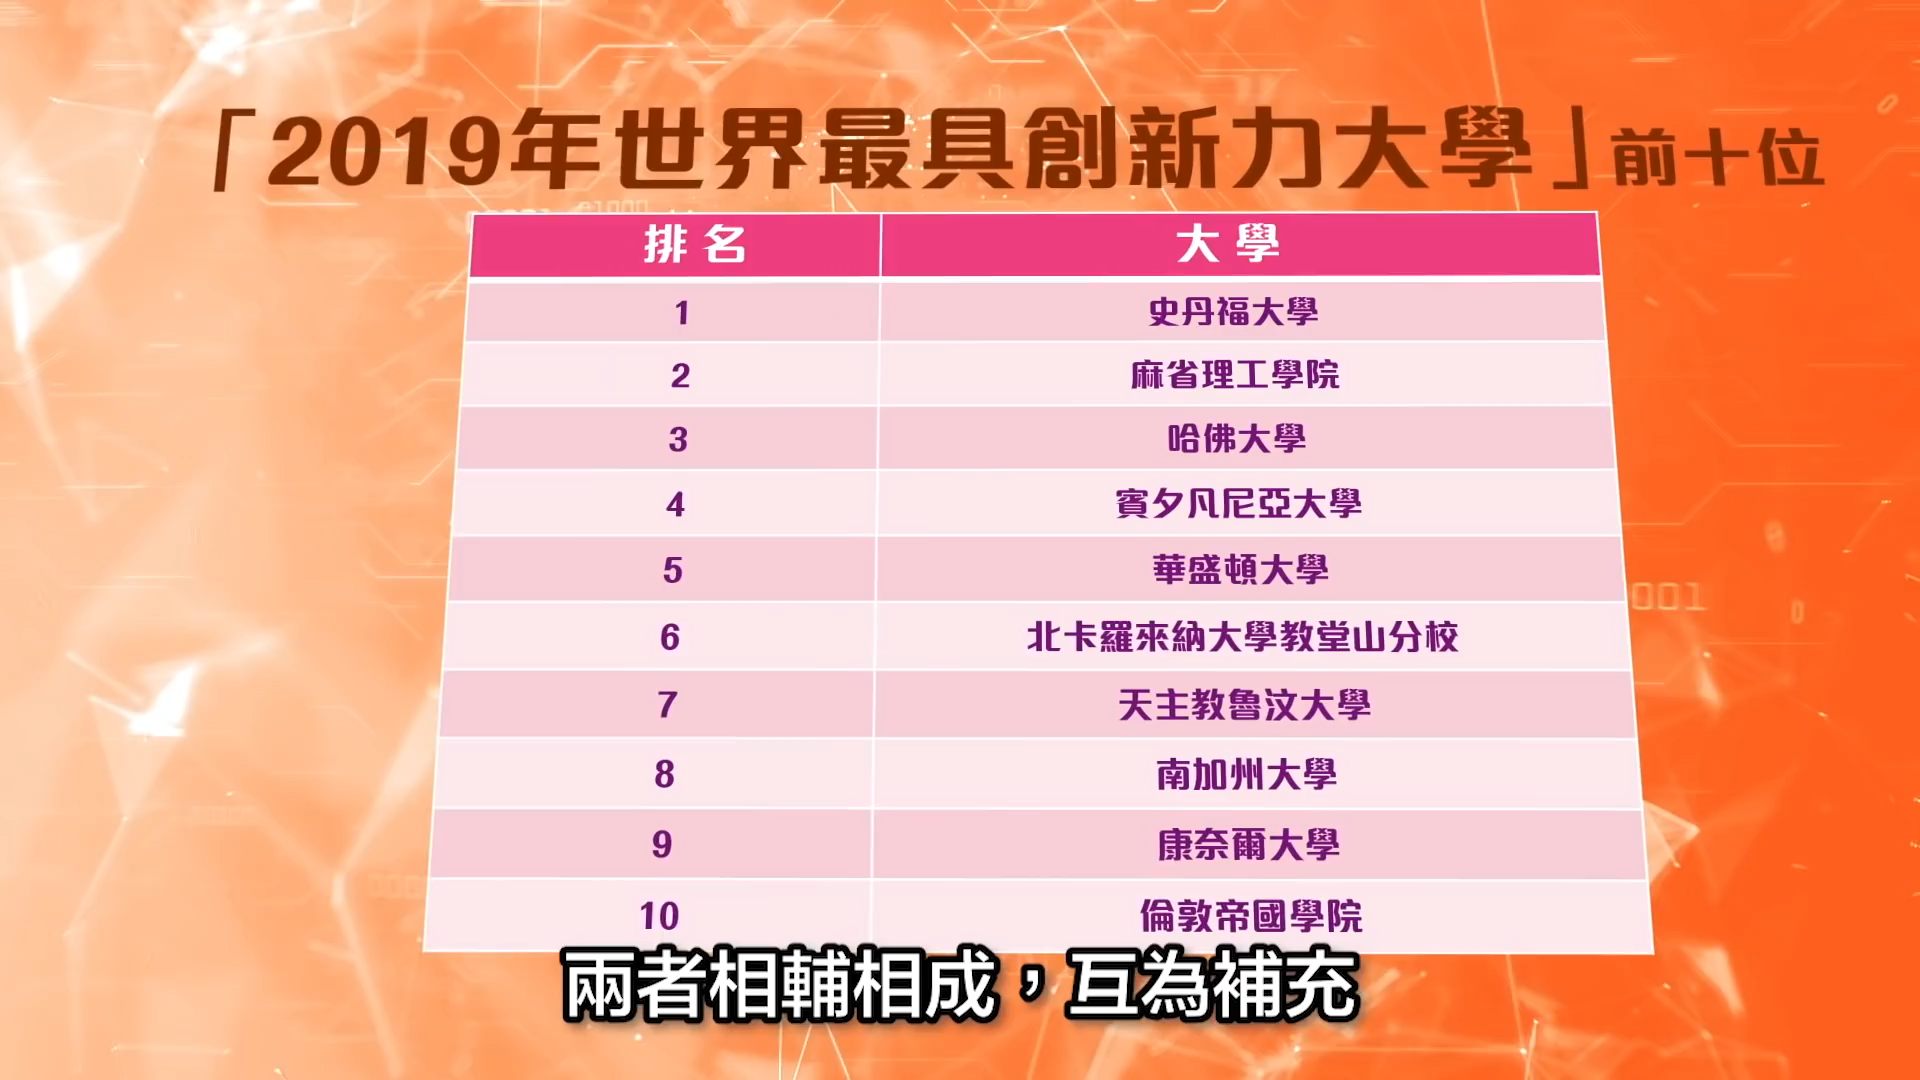 「2019年世界最具創新力大學」前十位
排名 大學
1 史丹福大學
2 麻省理工學院
3 哈佛大學
4 賓夕凡尼亞大學
5 華盛頓大學
6 北卡羅來納大學教堂山分校
7 天主教魯汶大學
8 南加州大學
9 康奈爾大學
10 倫敦帝國學院
兩者相輔相成，互為補充